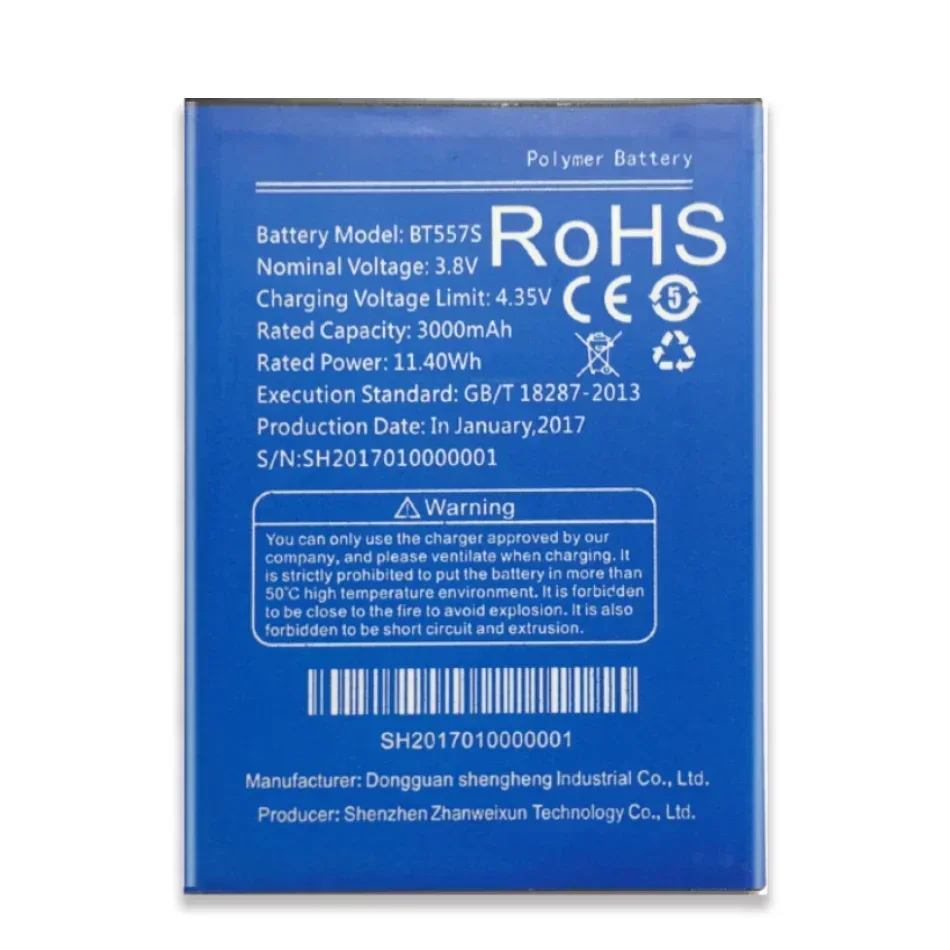 Polymer Battery
Battery Model: BT557S
RoHS
Nominal Voltage: 3.8V
Charging Voltage Limit: 4.35V
CE
5
Rated Capacity: 3000mAh
Rated Power: 11.40Wh
Execution Standard: GB/T 18287-2013
Production Date: In January,2017
S/N:SH2017010000001
Warning
You can only use the charger approved by our
company, and please ventilate when charging. It
is strictly prohibited to put the battery in more than
50℃ high temperature environment. It is forbidden
to be close to the fire to avoid explosion. It is also
forbidden to be short circuit and extrusion.
SH2017010000001
Manufacturer: Dongguan shengheng Industrial Co., Ltd.
Producer: Shenzhen Zhanweixun Technology Co., Ltd.